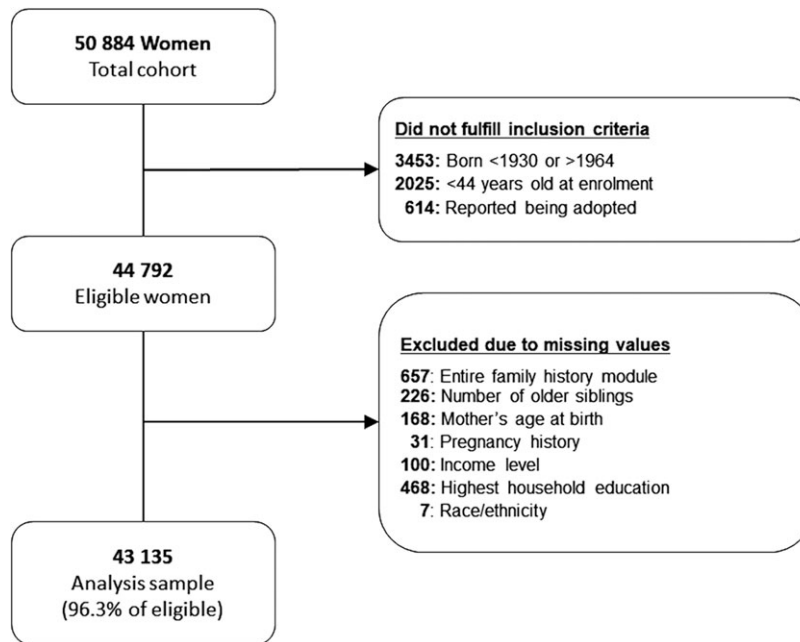 50 884 Women
Total cohort
Did not fulfill inclusion criteria
3453: Born <1930 or >1964
2025: <44 years old at enrolment
614: Reported being adopted
44 792
Eligible women
Excluded due to missing values
657: Entire family history module
226: Number of older siblings
168: Mother's age at birth
31: Pregnancy history
100: Income level
468: Highest household education
7: Race/ethnicity
43 135
Analysis sample
(96.3% of eligible)